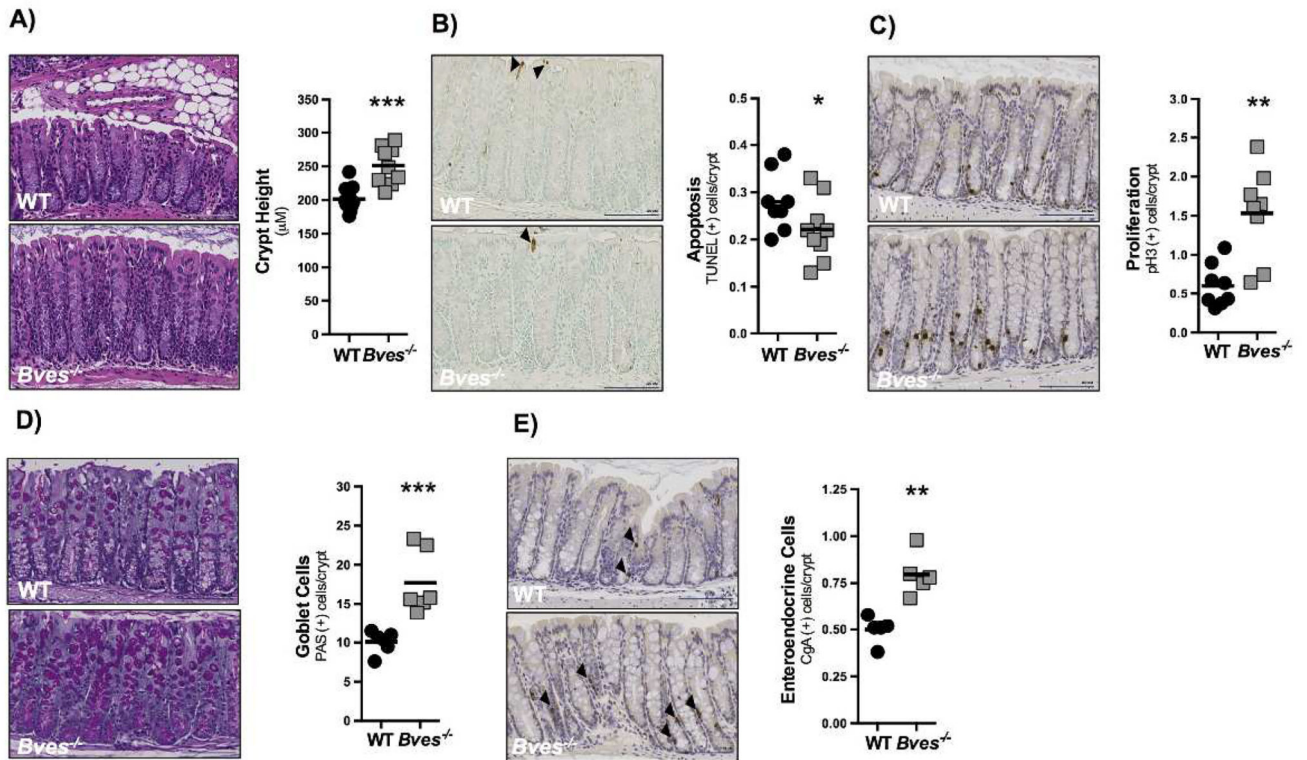 A)
WT
Bves⁻/⁻
Crypt Height
(µM)
350
300
250
200
150
100
50
0
***
WT Bves⁻/⁻
B)
WT
Bves⁻/⁻
Apoptosis
TUNEL (+) cells/crypt
0.5
0.4
0.3
0.2
0.1
0.0
*
WT Bves⁻/⁻
C)
WT
Bves⁻/⁻
Proliferation
pH3 (+) cells/crypt
3.0
2.5
2.0
1.5
1.0
0.5
0.0
**
WT Bves⁻/⁻
D)
WT
Bves⁻/⁻
Goblet Cells
PAS (+) cells/crypt
30
25
20
15
10
5
0
***
WT Bves⁻/⁻
E)
WT
Bves⁻/⁻
Enteroendocrine Cells
CgA (+) cells/crypt
1.25
1.00
0.75
0.50
0.25
0.00
**
WT Bves⁻/⁻